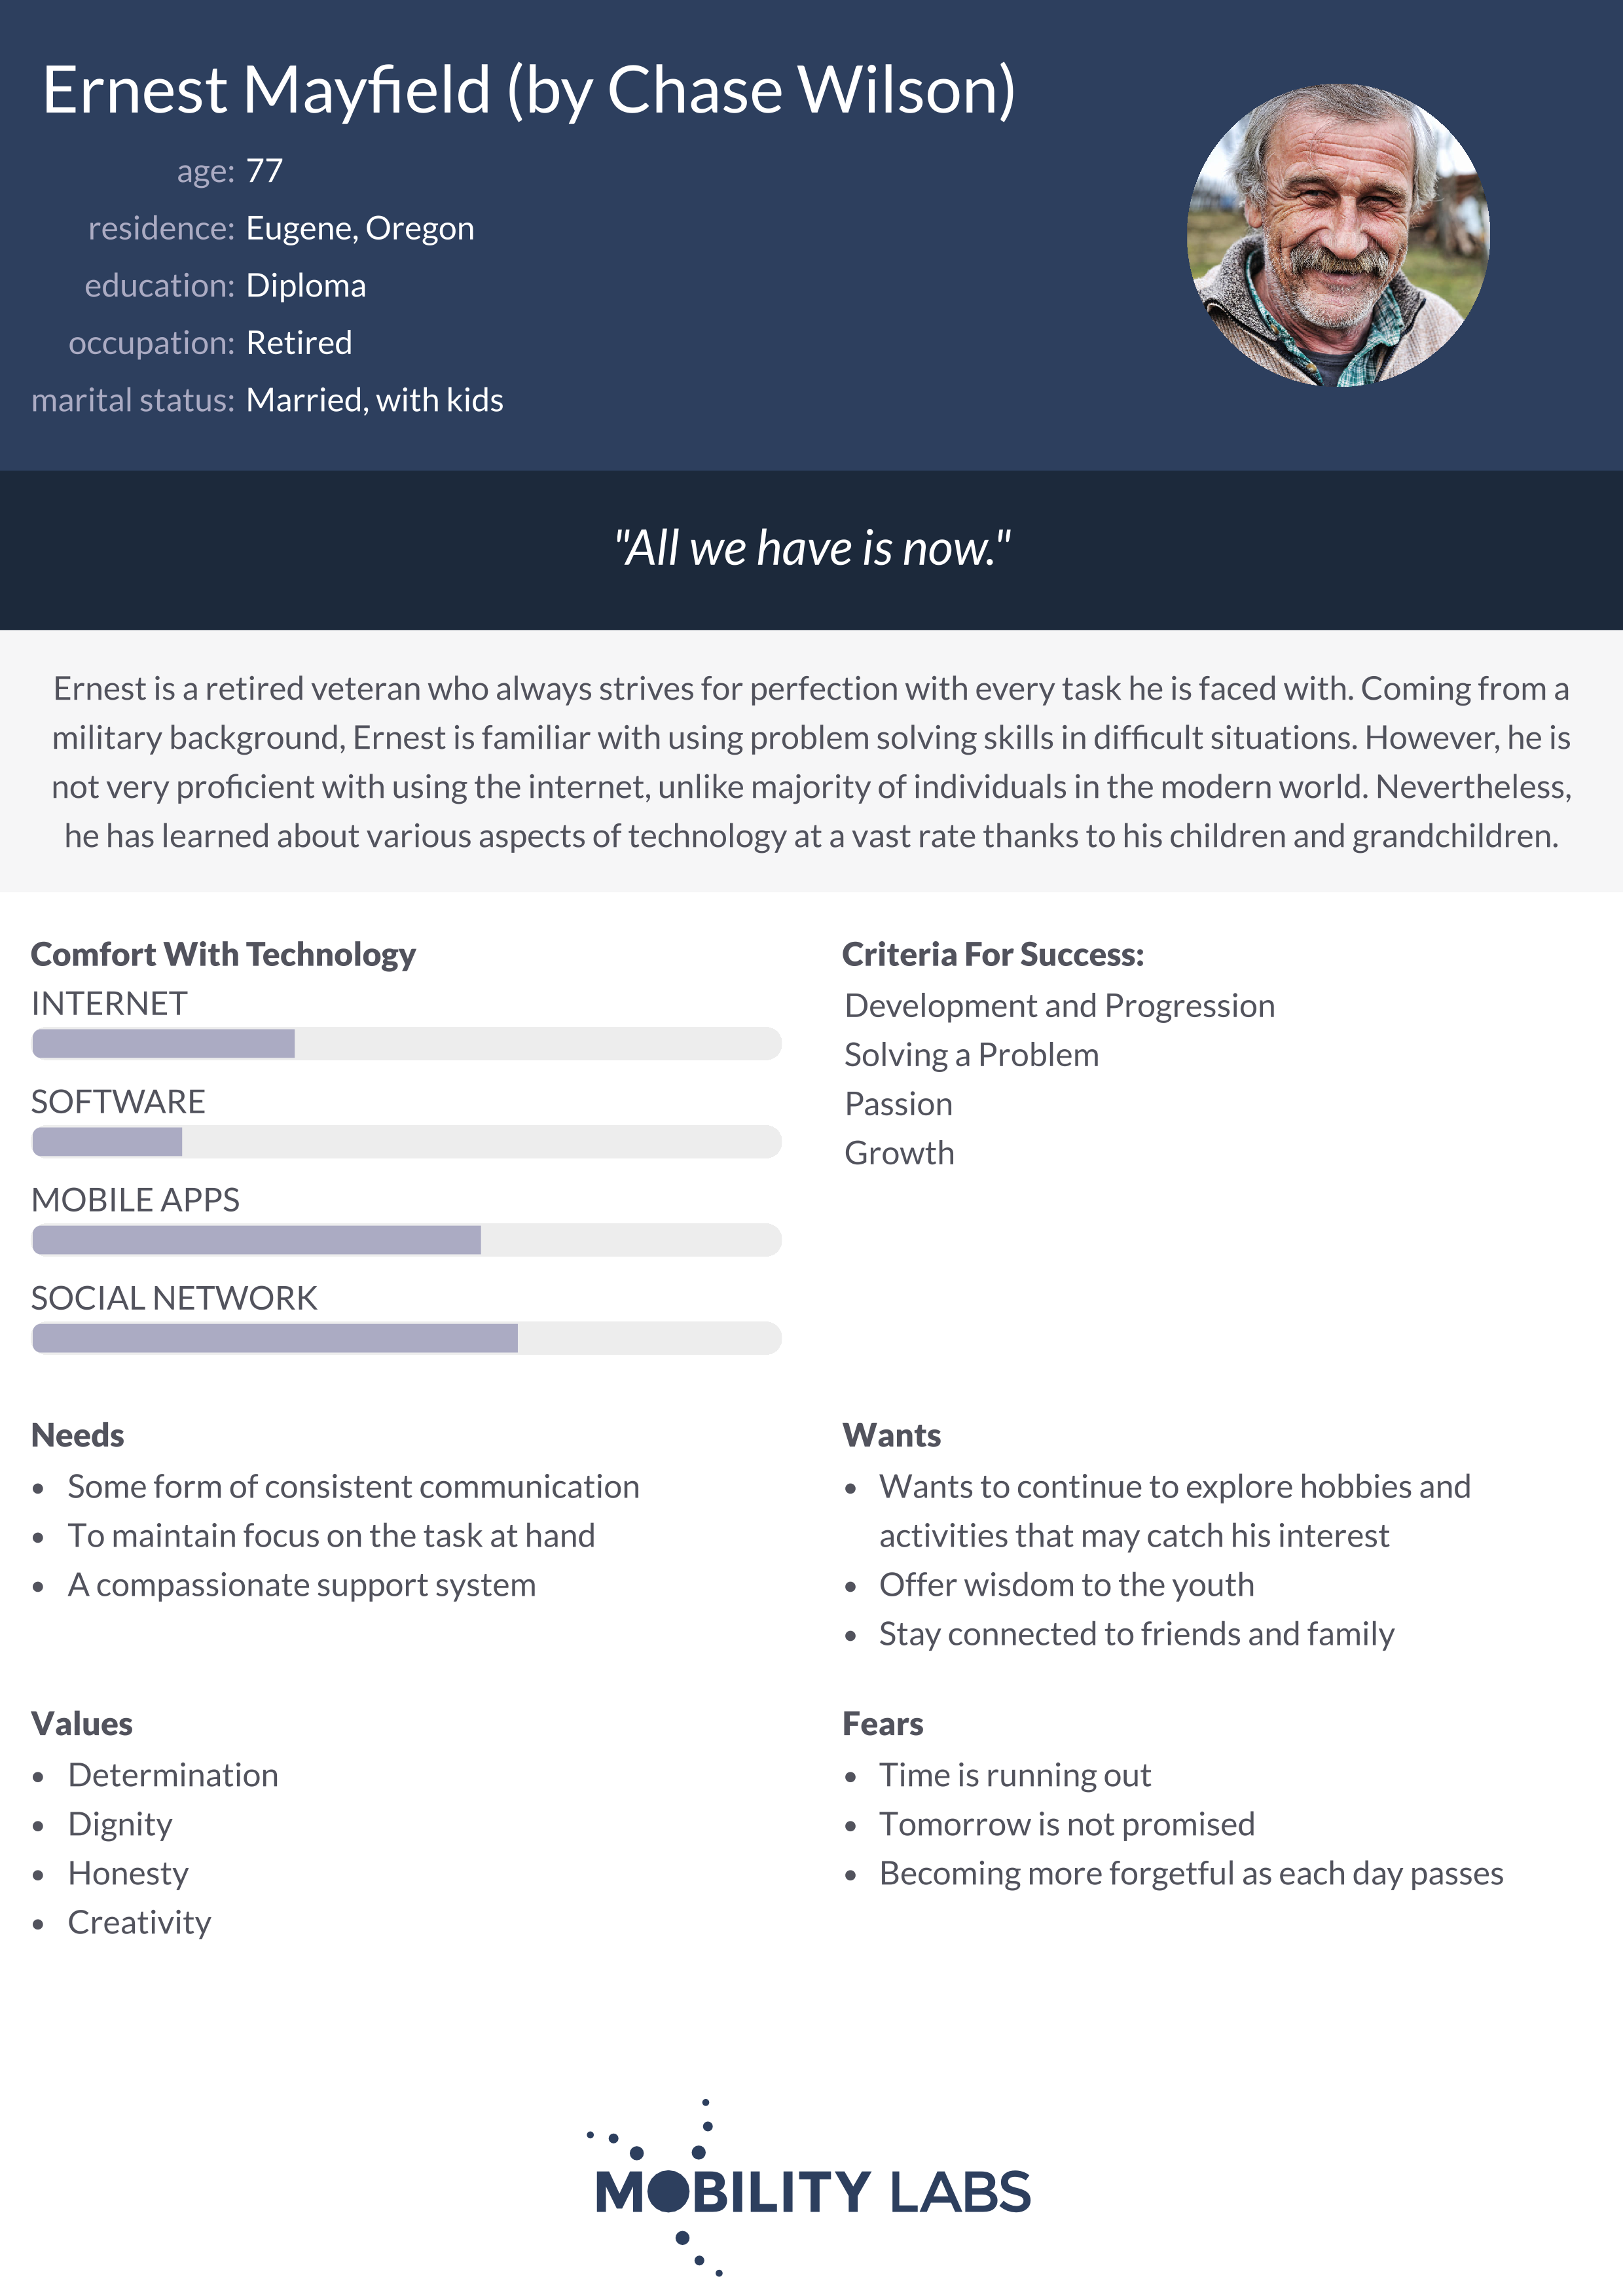 Ernest Mayfield (by Chase Wilson)
age: 77
residence: Eugene, Oregon
education: Diploma
occupation: Retired
marital status: Married, with kids
"All we have is now."
Ernest is a retired veteran who always strives for perfection with every task he is faced with. Coming from a
military background, Ernest is familiar with using problem solving skills in difficult situations. However, he is
not very proficient with using the internet, unlike majority of individuals in the modern world. Nevertheless,
he has learned about various aspects of technology at a vast rate thanks to his children and grandchildren.
Comfort With Technology
INTERNET
SOFTWARE
MOBILE APPS
SOCIAL NETWORK
Criteria For Success:
Development and Progression
Solving a Problem
Passion
Growth
Needs
• Some form of consistent communication
• To maintain focus on the task at hand
• A compassionate support system
Wants
• Wants to continue to explore hobbies and
activities that may catch his interest
• Offer wisdom to the youth
• Stay connected to friends and family
Values
• Determination
• Dignity
• Honesty
• Creativity
Fears
• Time is running out
• Tomorrow is not promised
• Becoming more forgetful as each day passes
MOBILITY LABS